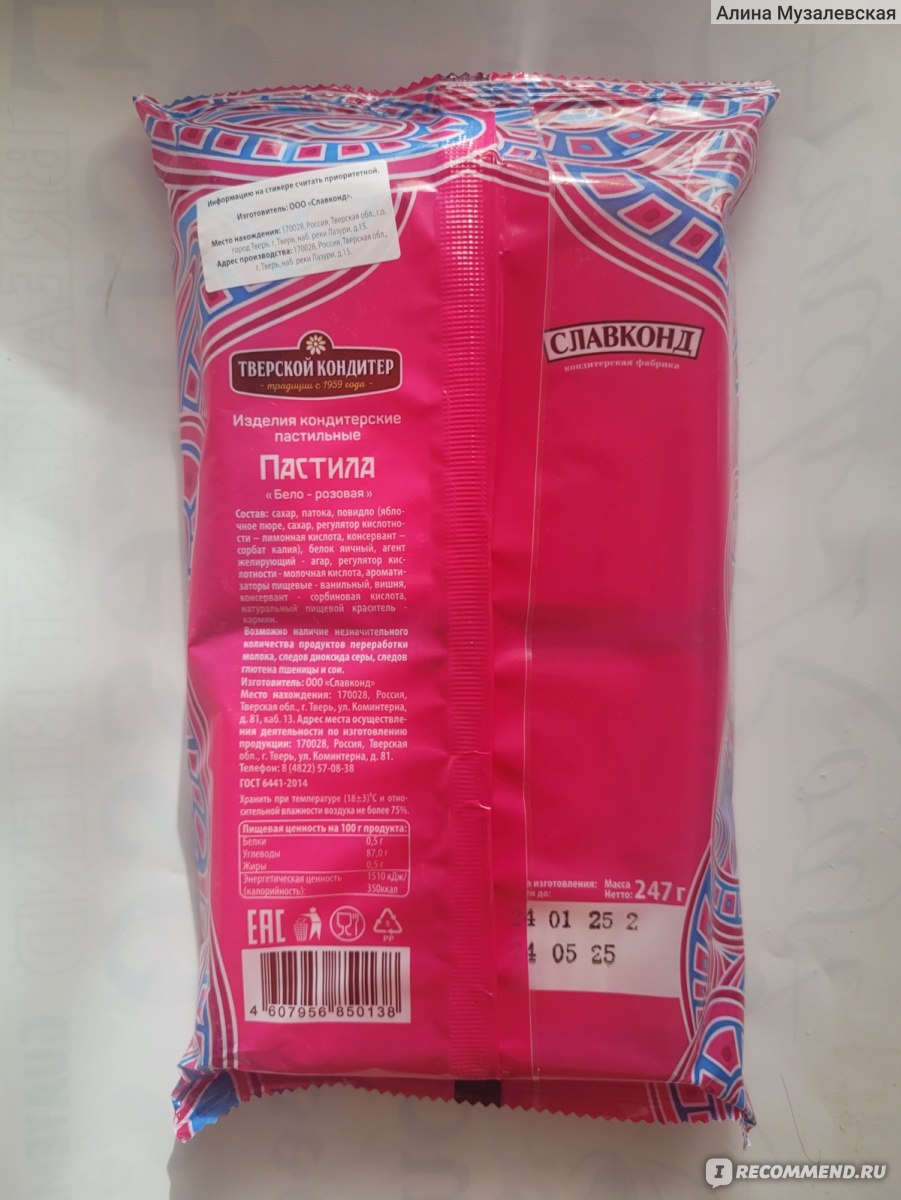 Алина Музалевская
Информацию на стикере считать приоритетной.
Изготовитель: ООО «Славконд».
Место нахождения: 170028, Россия, Тверская обл., г.о.
город Тверь, г. Тверь, наб. реки Лазури, д.15.
Адрес производства: 170028, Россия, Тверская обл.,
г. Тверь, наб. реки Лазури, д.15.
ТВЕРСКОЙ КОНДИТЕР
- традиции с 1959 года -
Изделия кондитерские
пастильные
ПАСТИЛА
«Бело - розовая»
Состав: сахар, патока, повидло (ябло-
чное пюре, сахар, регулятор кислотно-
сти – лимонная кислота, консервант –
сорбат калия), белок яичный, агент
желирующий - агар, регулятор кис-
лотности - молочная кислота, аромати-
заторы пищевые - ванильный, вишня,
консервант - сорбиновая кислота,
натуральный пищевой краситель -
кармин.
Возможно наличие незначительного
количества продуктов переработки
молока, следов диоксида серы, следов
глютена пшеницы и сои.
Изготовитель: ООО «Славконд»
Место нахождения: 170028, Россия,
Тверская обл., г. Тверь, ул. Коминтерна,
д. 81, каб. 13. Адрес места осуществле-
ния деятельности по изготовлению
продукции: 170028, Россия, Тверская
обл., г. Тверь, ул. Коминтерна, д. 81.
Телефон: 8 (4822) 57-08-38
ГОСТ 6441-2014
Хранить при температуре (18±3)°С и отно-
сительной влажности воздуха не более 75%.
Пищевая ценность на 100 г продукта:
Белки 0,5 г
Углеводы 87,0 г
Жиры 0,5 г
Энергетическая ценность 1510 кДж/
(калорийность): 350ккал
EAC
5
PP
4 607956 850138
СЛАВКОНД
кондитерская фабрика
изготовления: Масса
до: Нетто: 247 г
4 01 25 2
4 05 25
IRECOMMEND.RU